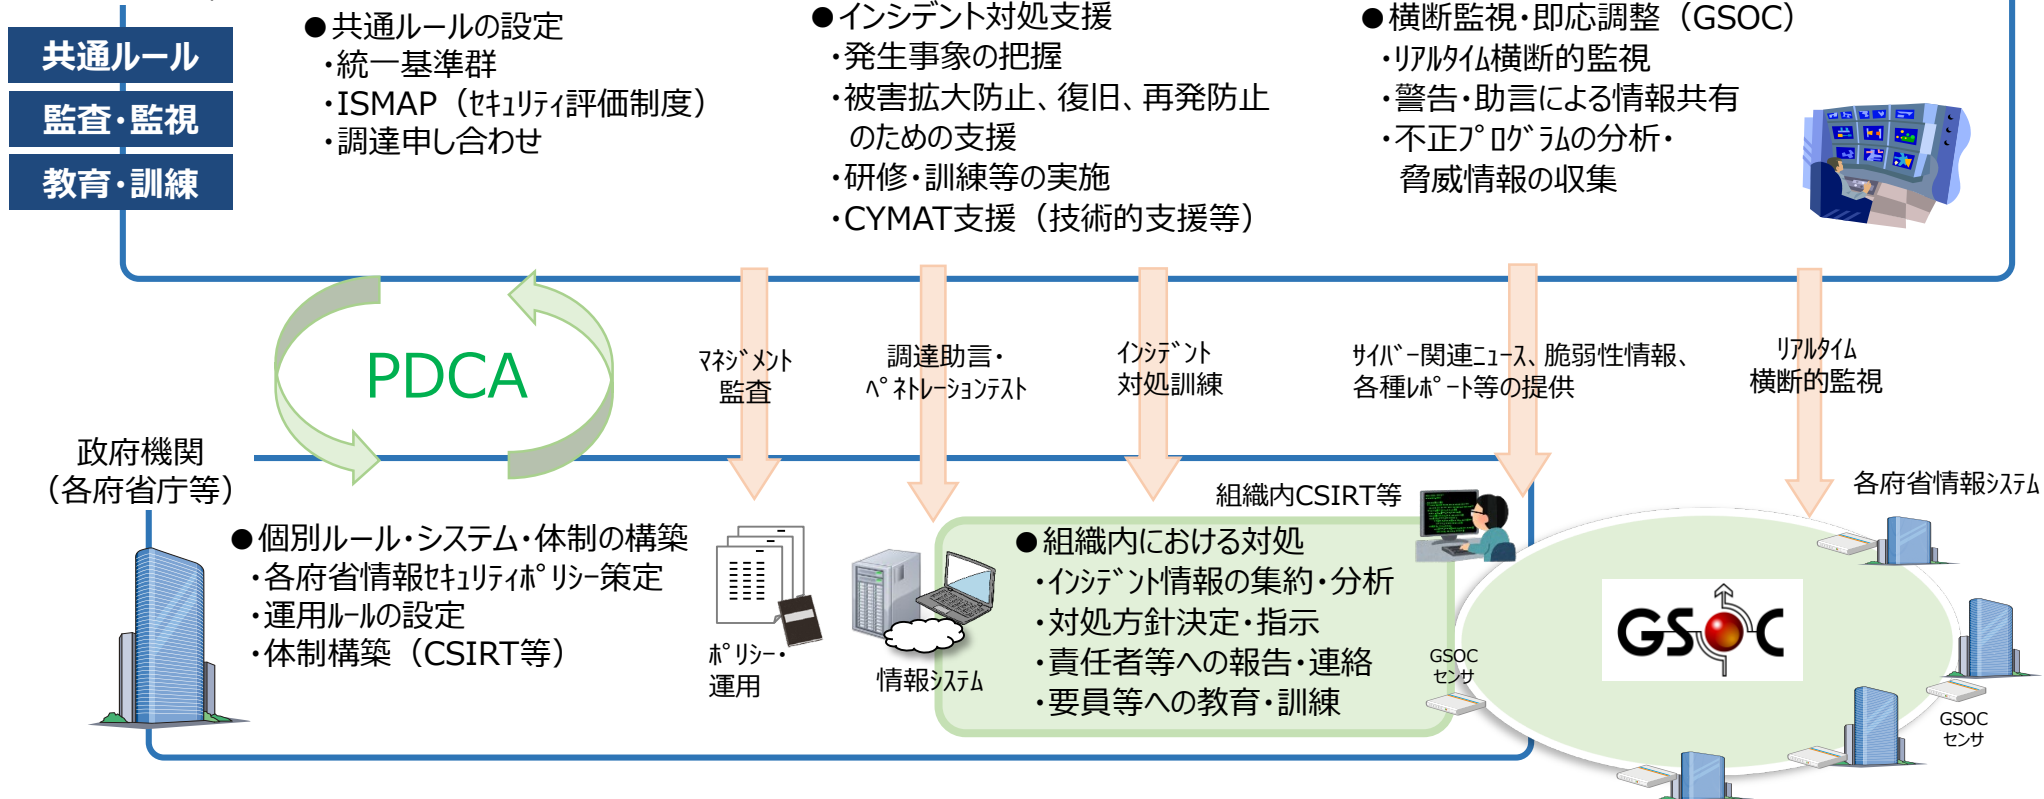 共通ルール
監査・監視
教育・訓練
●共通ルールの設定
・統一基準群
・ISMAP（ｾｷｭﾘﾃｨ評価制度）
・調達申し合わせ
●インシデント対処支援
・発生事象の把握
・被害拡大防止、復旧、再発防止
のための支援
・研修・訓練等の実施
・CYMAT支援（技術的支援等）
●横断監視・即応調整（GSOC）
・ﾘｱﾙﾀｲﾑ横断的監視
・警告・助言による情報共有
・不正ﾌﾟﾛｸﾞﾗﾑの分析・
脅威情報の収集
PDCA
ﾏﾈｼﾞﾒﾝﾄ
監査
調達助言・
ﾍﾟﾈﾄﾚｰｼｮﾝﾃｽﾄ
ｲﾝｼﾃﾞﾝﾄ
対処訓練
ｻｲﾊﾞｰ関連ﾆｭｰｽ、脆弱性情報、
各種ﾚﾎﾟｰﾄ等の提供
ﾘｱﾙﾀｲﾑ
横断的監視
政府機関
（各府省庁等）
●個別ルール・システム・体制の構築
・各府省情報ｾｷｭﾘﾃｨﾎﾟﾘｼｰ策定
・運用ﾙｰﾙの設定
・体制構築（CSIRT等）
ﾎﾟﾘｼｰ・
運用
情報ｼｽﾃﾑ
組織内CSIRT等
●組織内における対処
・ｲﾝｼﾃﾞﾝﾄ情報の集約・分析
・対処方針決定・指示
・責任者等への報告・連絡
・要員等への教育・訓練
各府省情報ｼｽﾃﾑ
GSOC
GSOC
センサ
GSOC
センサ